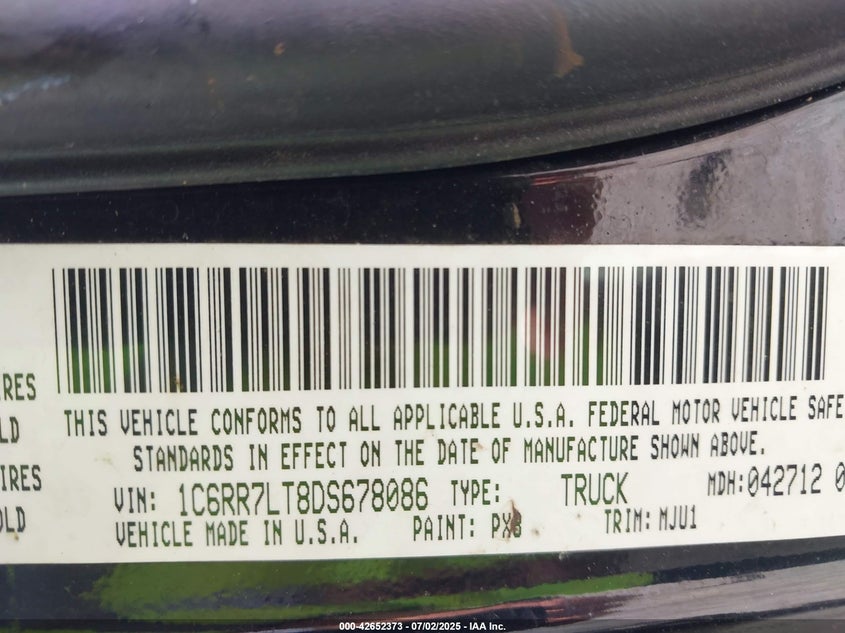 IRES
LD
IRES
OLD
THIS VEHICLE CONFORMS TO ALL APPLICABLE U.S.A. FEDERAL MOTOR VEHICLE SAFE
STANDARDS IN EFFECT ON THE DATE OF MANUFACTURE SHOWN ABOVE.
VIN: 1C6RR7LT8DS678086 TYPE: TRUCK MDH:042712 0
VEHICLE MADE IN U.S.A. PAINT: PX8 TRIM: MJU1
000-42652373 - 07/02/2025 - IAA Inc.